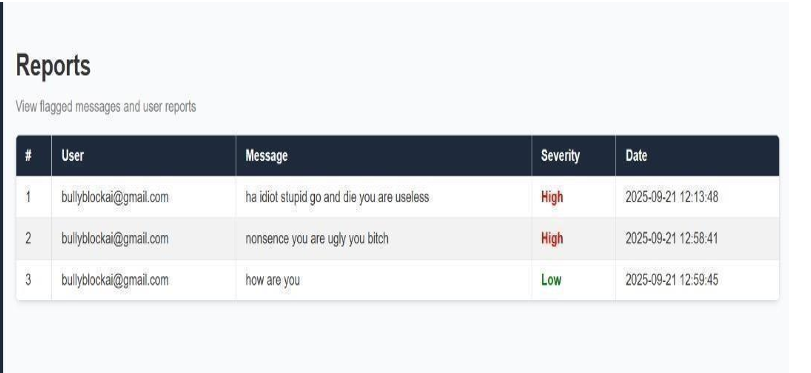 Reports
View flagged messages and user reports
# User Message Severity Date
1 bullyblockai@gmail.com ha idiot stupid go and die you are useless High 2025-09-21 12:13:48
2 bullyblockai@gmail.com nonsence you are ugly you bitch High 2025-09-21 12:58:41
3 bullyblockai@gmail.com how are you Low 2025-09-21 12:59:45